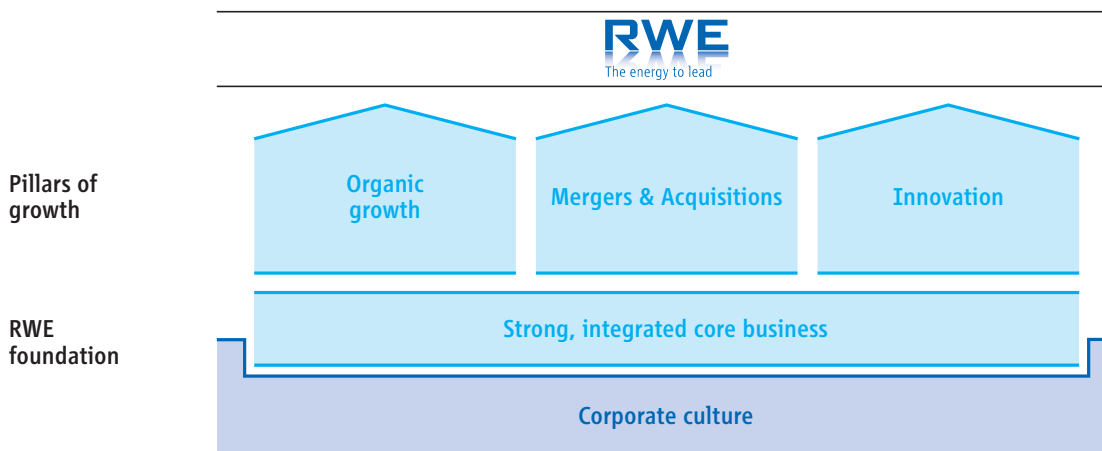 RWE
The energy to lead
Pillars of
growth
Organic
growth
Mergers & Acquisitions
Innovation
RWE
foundation
Strong, integrated core business
Corporate culture